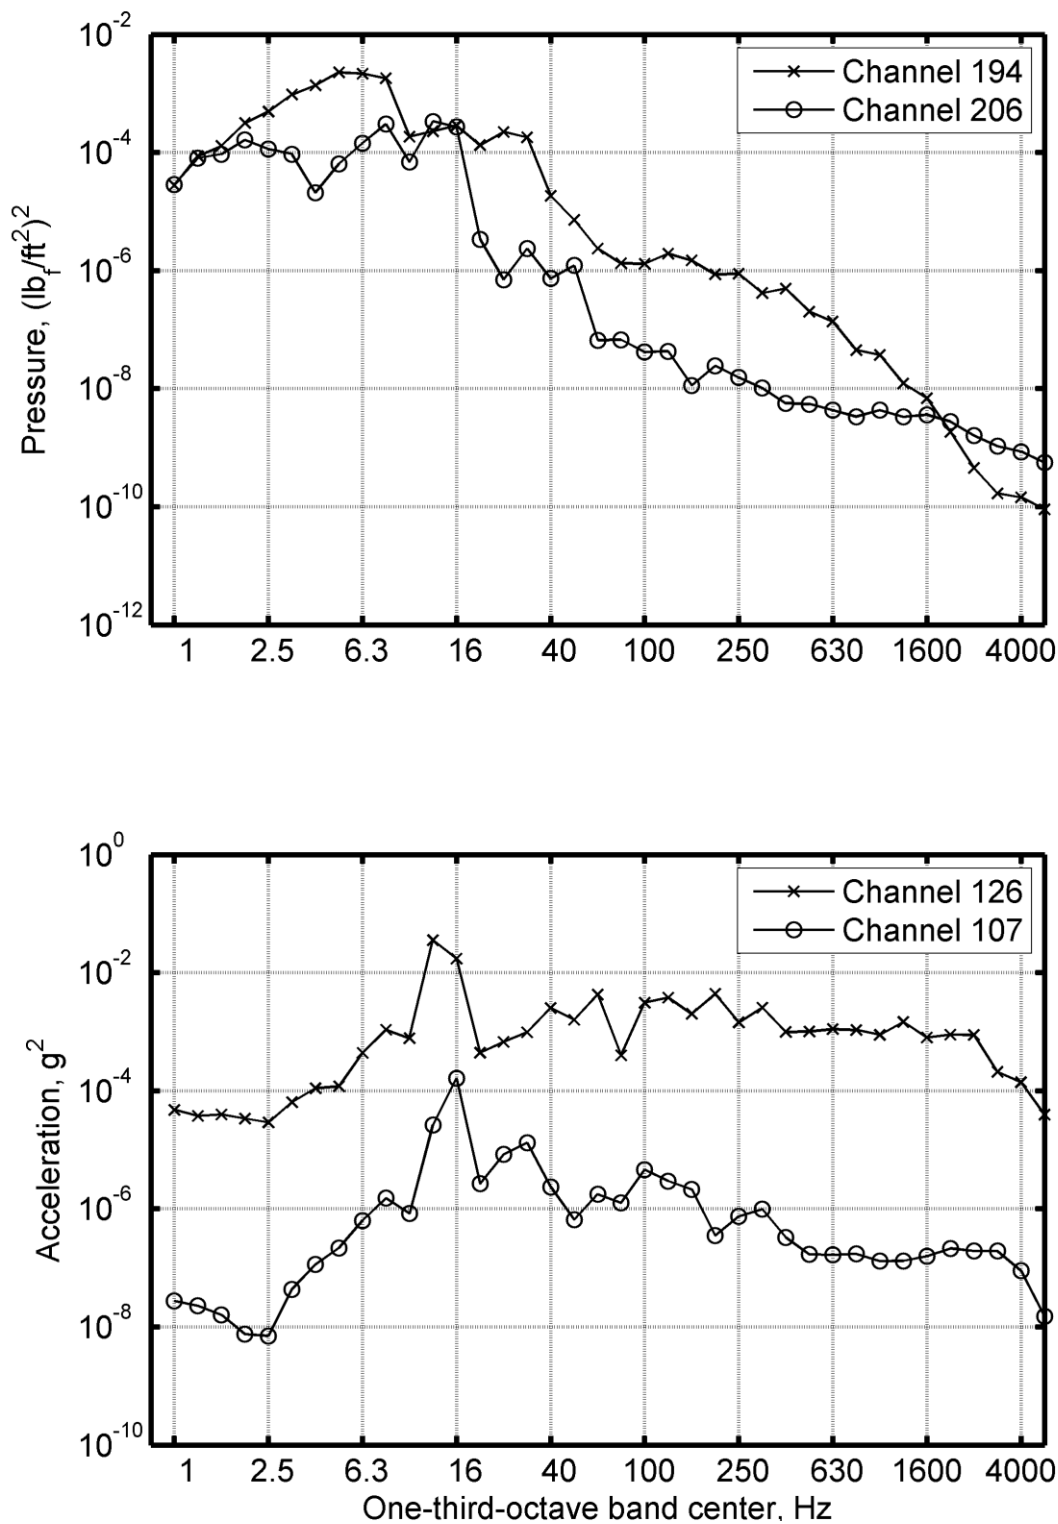 10^-2
10^-4
10^-6
10^-8
10^-10
10^-12
Pressure, (lb_f/ft^2)^2
Channel 194
Channel 206
1 2.5 6.3 16 40 100 250 630 1600 4000
10^0
10^-2
10^-4
10^-6
10^-8
10^-10
Acceleration, g^2
Channel 126
Channel 107
1 2.5 6.3 16 40 100 250 630 1600 4000
One-third-octave band center, Hz